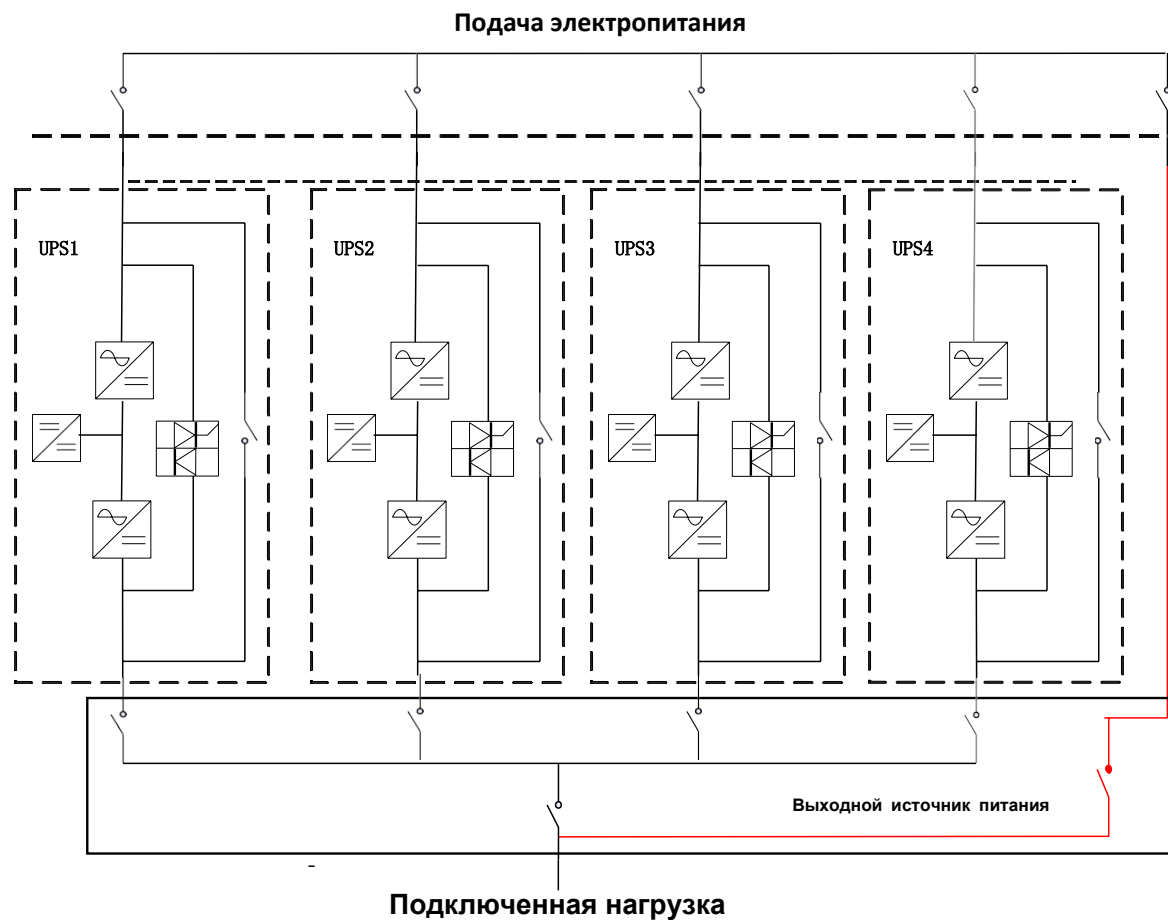 Подача электропитания
UPS1
UPS2
UPS3
UPS4
Выходной источник питания
Подключенная нагрузка